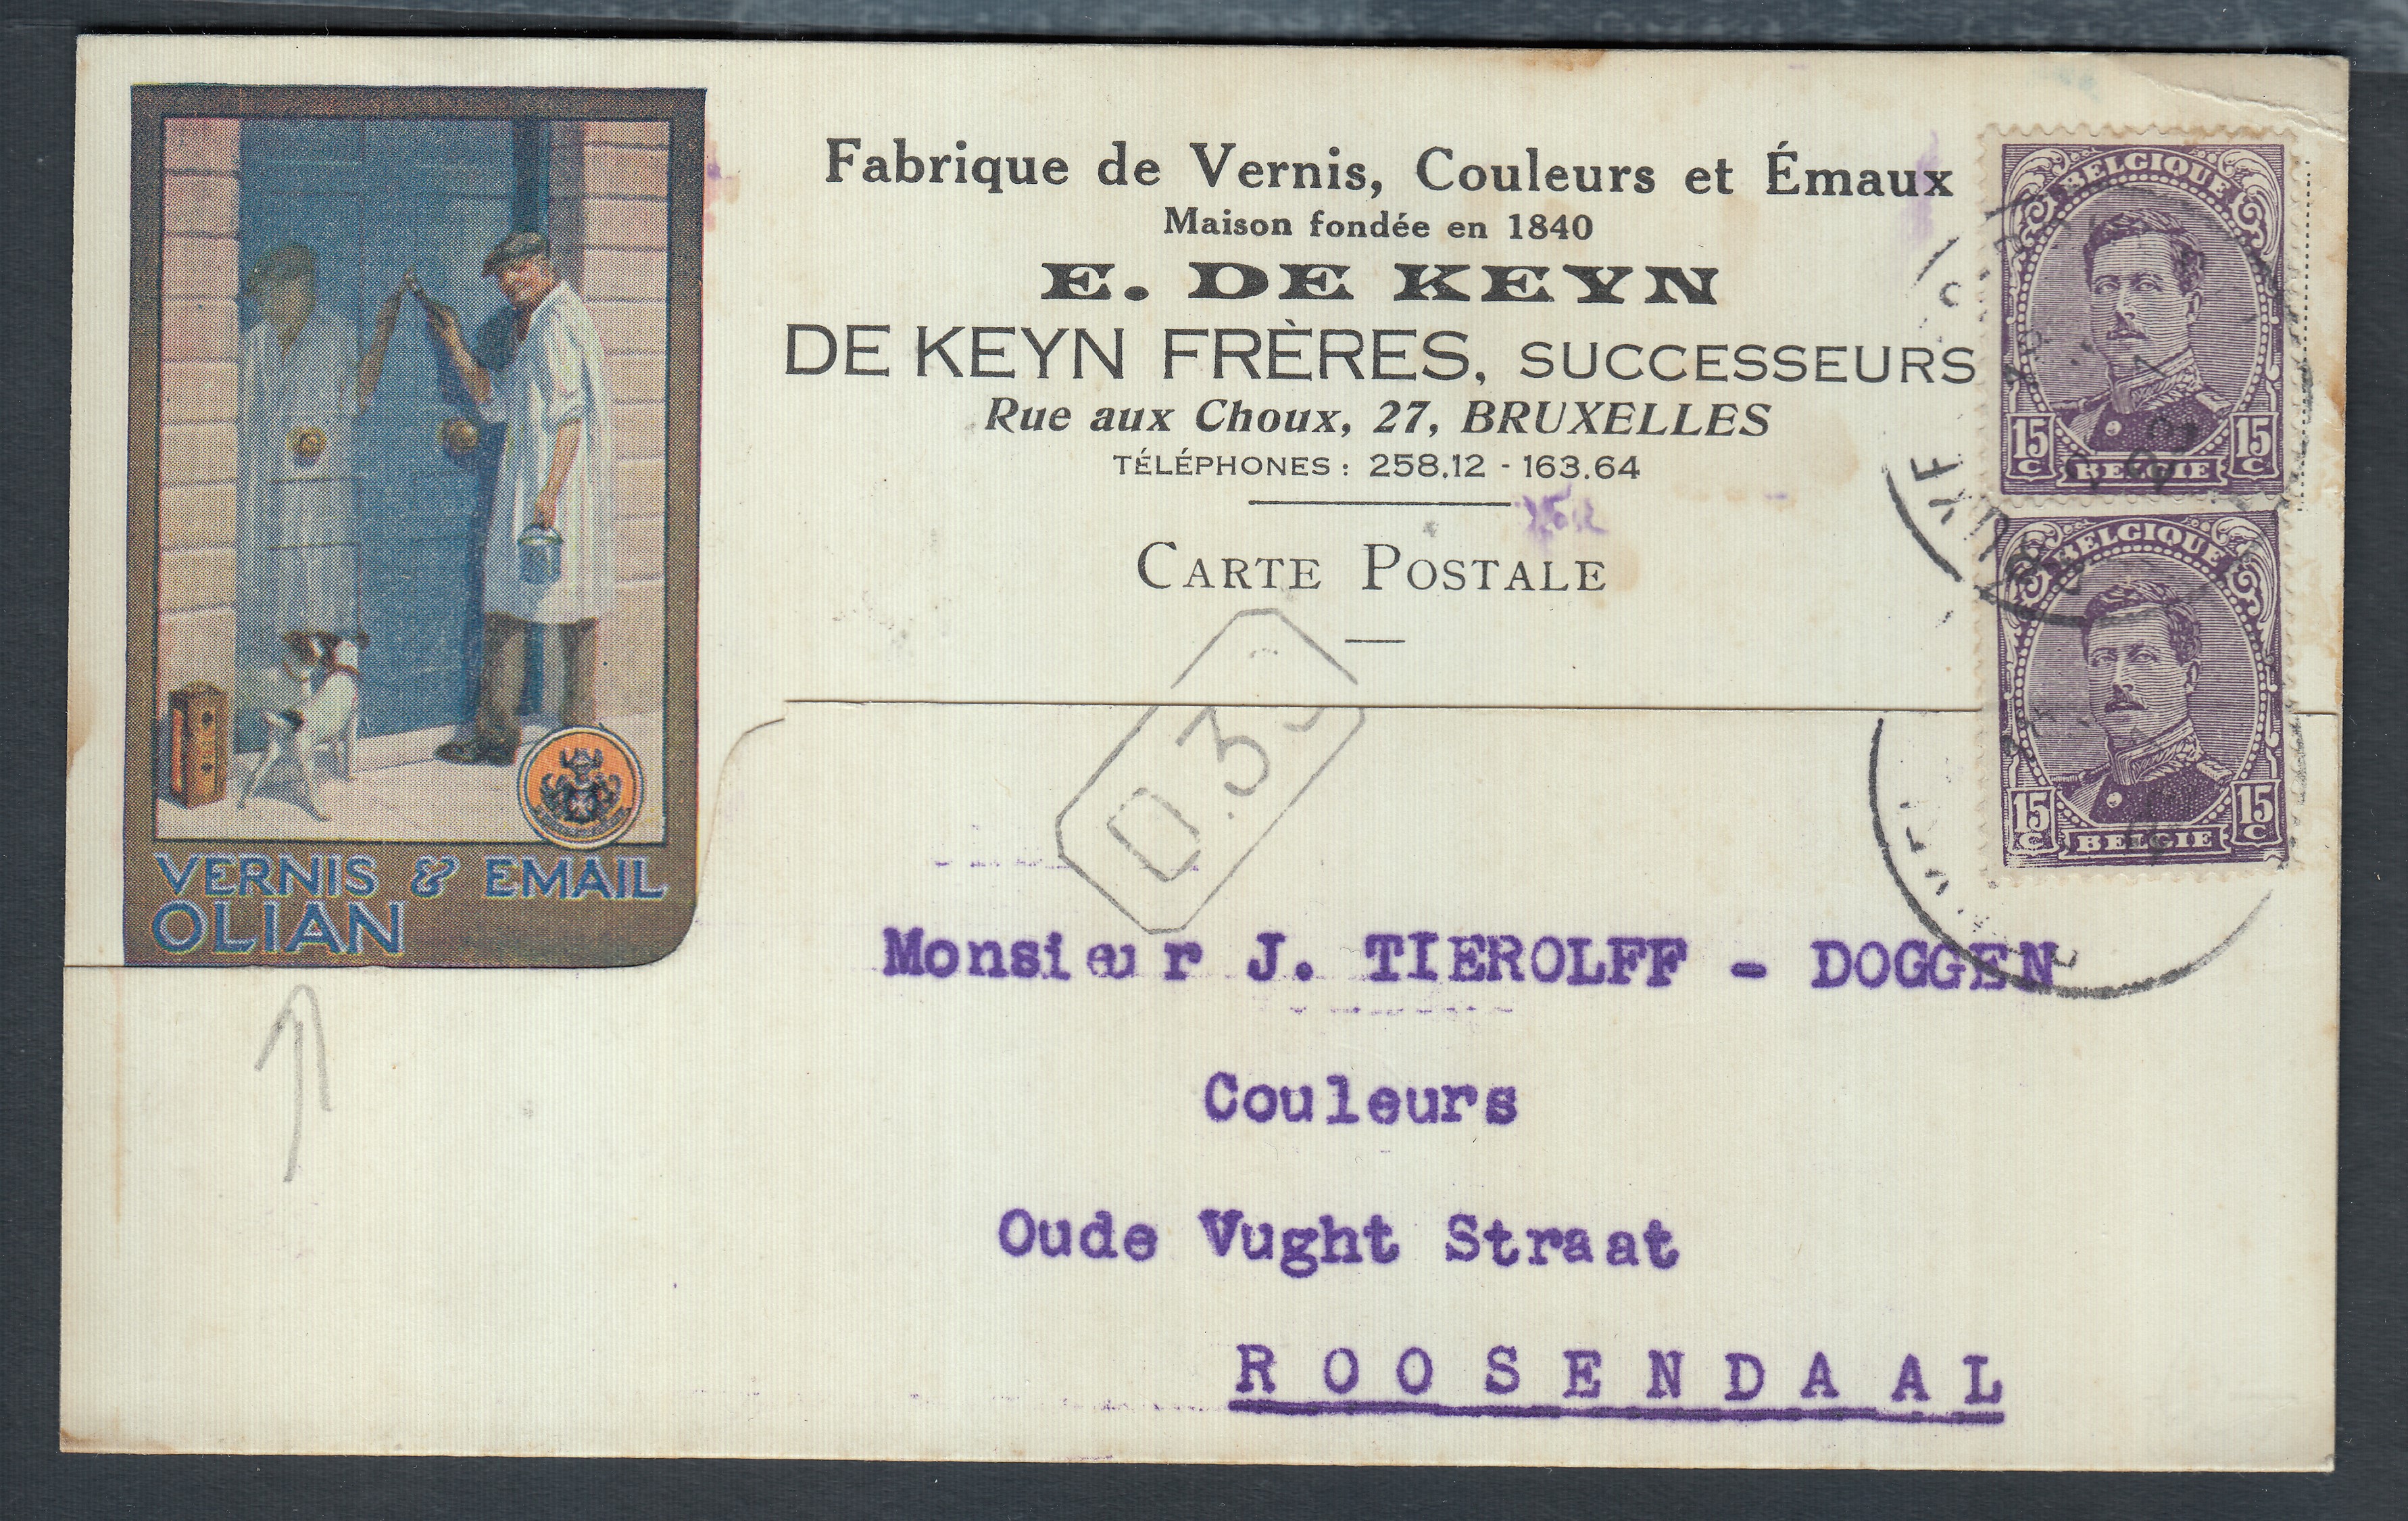 Fabrique de Vernis, Couleurs et Émaux
Maison fondée en 1840
E. DE KEYN
DE KEYN FRÈRES, SUCCESSEURS
Rue aux Choux, 27, BRUXELLES
TÉLÉPHONES : 258.12 - 163.64
CARTE POSTALE
VERNIS & EMAIL
OLIAN
BELGIQUE
15 C 15 C
BELGIE
BELGIQUE
15 C 15 C
BELGIE
Monsieur J. TIEROLFF - DOGGEN
Couleurs
Oude Vught Straat
ROOSENDAAL